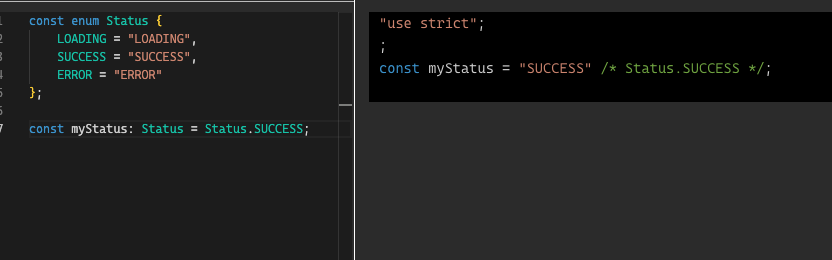 1 const enum Status {
2 LOADING = "LOADING",
3 SUCCESS = "SUCCESS",
4 ERROR = "ERROR"
5 };
6
7 const myStatus: Status = Status.SUCCESS;
"use strict";
;
const myStatus = "SUCCESS" /* Status.SUCCESS */;